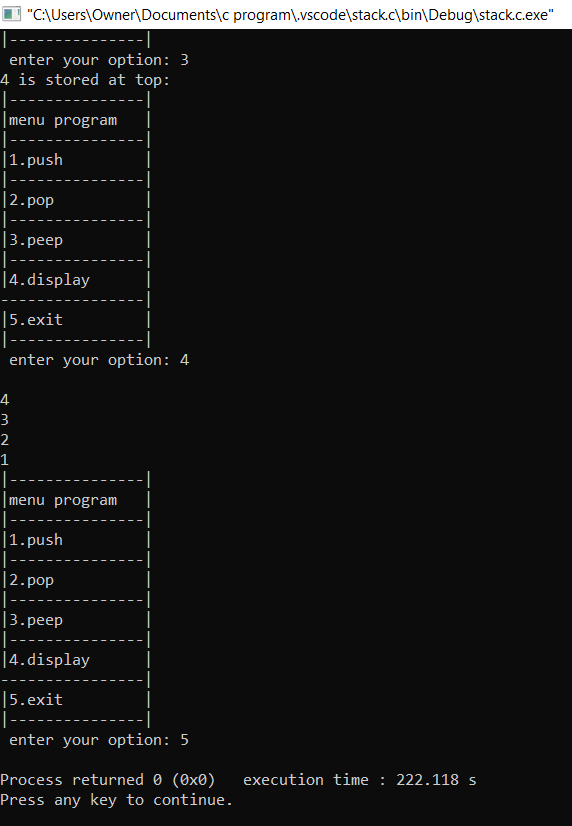 "C:\Users\Owner\Documents\c program\.vscode\stack.c\bin\Debug\stack.c.exe"
|---------------|
 enter your option: 3
4 is stored at top:
|---------------|
|menu program   |
|---------------|
|1.push         |
|---------------|
|2.pop          |
|---------------|
|3.peep         |
|---------------|
|4.display      |
----------------|
|5.exit         |
|---------------|
 enter your option: 4

4
3
2
1
|---------------|
|menu program   |
|---------------|
|1.push         |
|---------------|
|2.pop          |
|---------------|
|3.peep         |
|---------------|
|4.display      |
----------------|
|5.exit         |
|---------------|
 enter your option: 5

Process returned 0 (0x0)   execution time : 222.118 s
Press any key to continue.